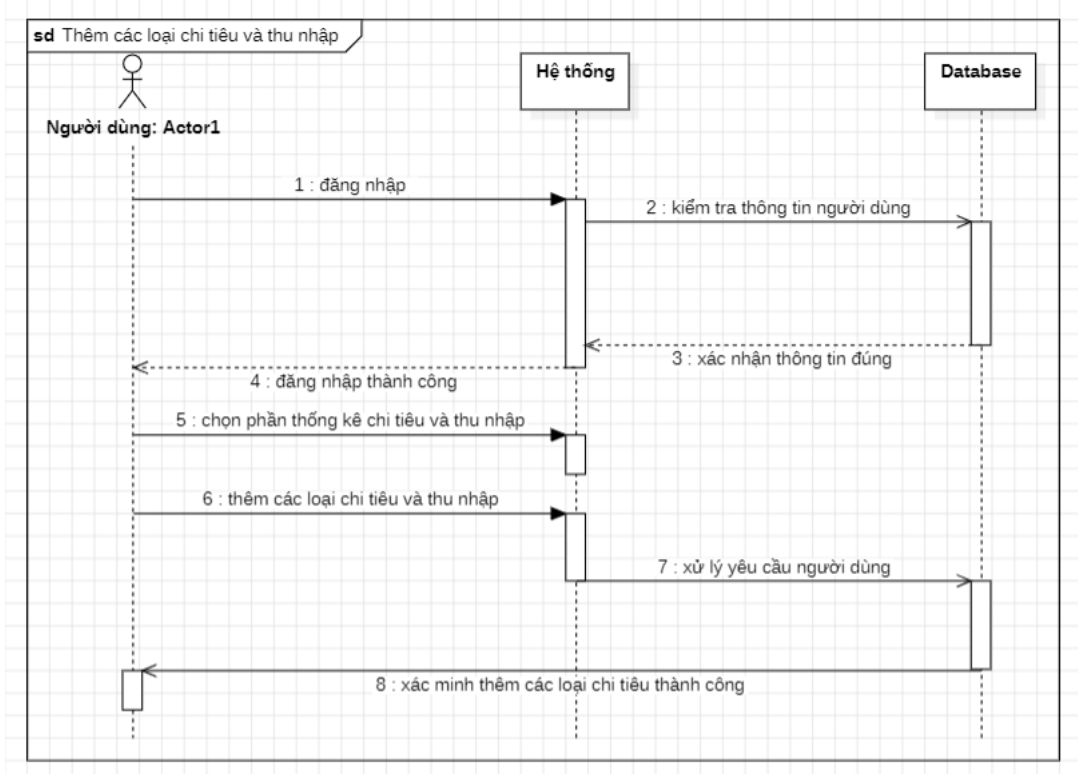 sd Thêm các loại chi tiêu và thu nhập
Hệ thống
Database
Người dùng: Actor1
1 : đăng nhập
2 : kiểm tra thông tin người dùng
3 : xác nhận thông tin đúng
4 : đăng nhập thành công
5 : chọn phần thống kê chi tiêu và thu nhập
6 : thêm các loại chi tiêu và thu nhập
7 : xử lý yêu cầu người dùng
8 : xác minh thêm các loại chi tiêu thành công